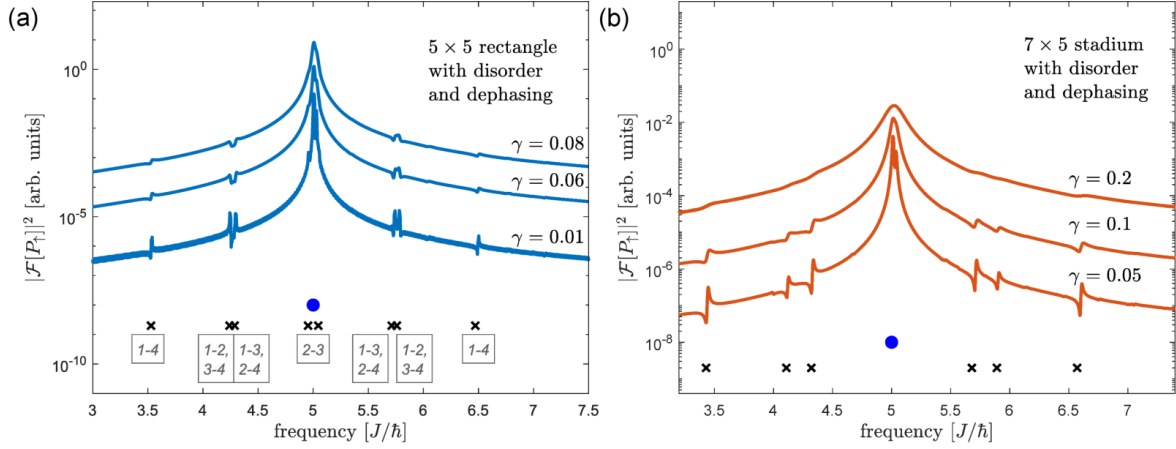 (a)
5 × 5 rectangle
with disorder
and dephasing
|𝓕[P↑]|² [arb. units]
10⁰
10⁻⁵
10⁻¹⁰
γ = 0.08
γ = 0.06
γ = 0.01
1-4
1-2,
3-4
1-3,
2-4
2-3
1-3,
2-4
1-2,
3-4
1-4
3
3.5
4
4.5
5
5.5
6
6.5
7
7.5
frequency [J/ℏ]
(b)
7 × 5 stadium
with disorder
and dephasing
|𝓕[P↑]|² [arb. units]
10⁰
10⁻²
10⁻⁴
10⁻⁶
10⁻⁸
γ = 0.2
γ = 0.1
γ = 0.05
3.5
4
4.5
5
5.5
6
6.5
7
frequency [J/ℏ]